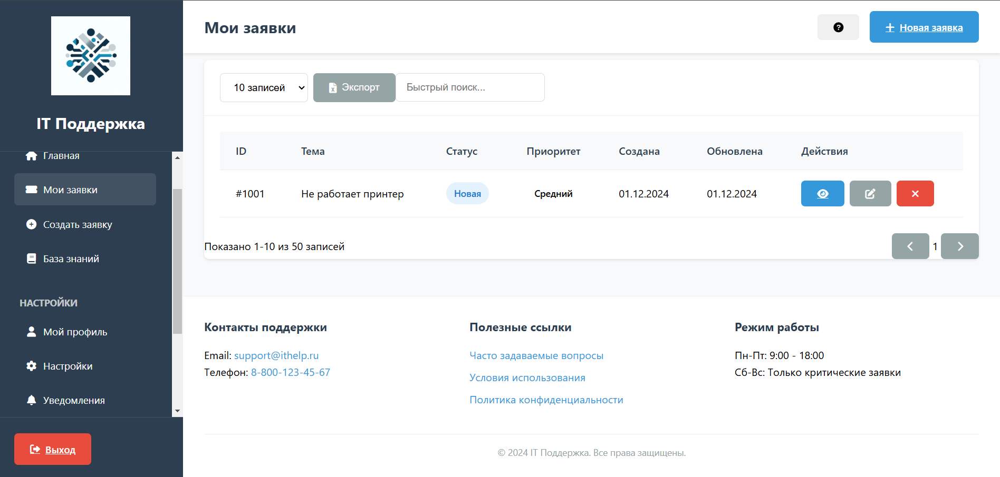 IT Поддержка
Главная
Мои заявки
Создать заявку
База знаний
НАСТРОЙКИ
Мой профиль
Настройки
Уведомления
Выход
Мои заявки
Новая заявка
10 записей
Экспорт
Быстрый поиск...
ID Тема Статус Приоритет Создана Обновлена Действия
#1001 Не работает принтер Новая Средний 01.12.2024 01.12.2024
Показано 1-10 из 50 записей
1
Контакты поддержки
Email: support@ithelp.ru
Телефон: 8-800-123-45-67
Полезные ссылки
Часто задаваемые вопросы
Условия использования
Политика конфиденциальности
Режим работы
Пн-Пт: 9:00 - 18:00
Сб-Вс: Только критические заявки
© 2024 IT Поддержка. Все права защищены.